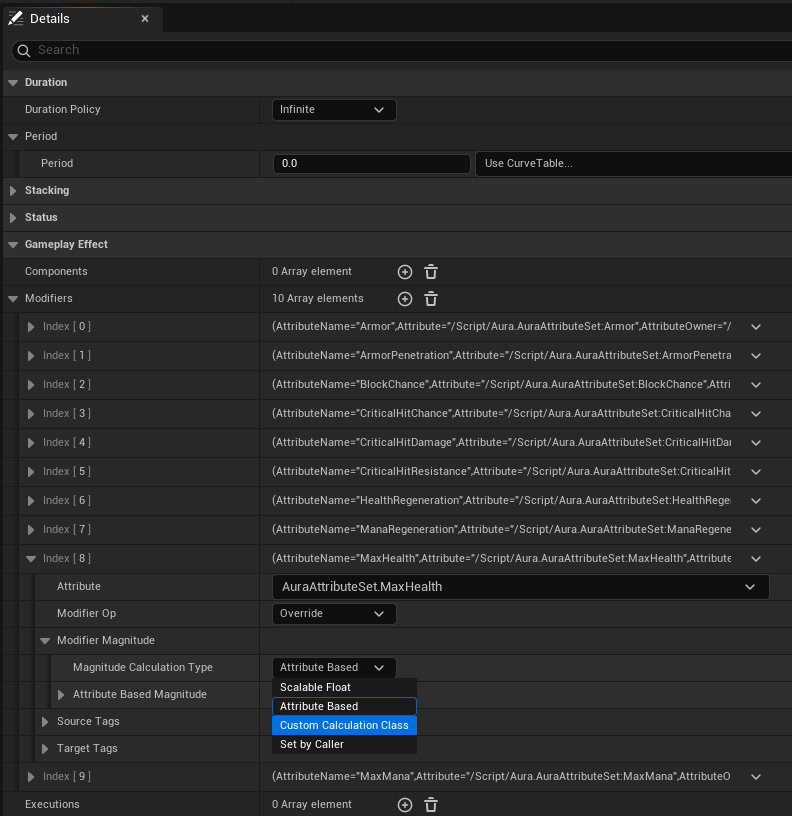 Details
Search
Duration
Duration Policy Infinite
Period
Period 0.0 Use CurveTable...
Stacking
Status
Gameplay Effect
Components 0 Array element
Modifiers 10 Array elements
Index [ 0 ] (AttributeName="Armor",Attribute="/Script/Aura.AuraAttributeSet:Armor",AttributeOwner="/
Index [ 1 ] (AttributeName="ArmorPenetration",Attribute="/Script/Aura.AuraAttributeSet:ArmorPenetra
Index [ 2 ] (AttributeName="BlockChance",Attribute="/Script/Aura.AuraAttributeSet:BlockChance",Attri
Index [ 3 ] (AttributeName="CriticalHitChance",Attribute="/Script/Aura.AuraAttributeSet:CriticalHitCha
Index [ 4 ] (AttributeName="CriticalHitDamage",Attribute="/Script/Aura.AuraAttributeSet:CriticalHitDa
Index [ 5 ] (AttributeName="CriticalHitResistance",Attribute="/Script/Aura.AuraAttributeSet:CriticalHit
Index [ 6 ] (AttributeName="HealthRegeneration",Attribute="/Script/Aura.AuraAttributeSet:HealthRege
Index [ 7 ] (AttributeName="ManaRegeneration",Attribute="/Script/Aura.AuraAttributeSet:ManaRegene
Index [ 8 ] (AttributeName="MaxHealth",Attribute="/Script/Aura.AuraAttributeSet:MaxHealth",Attribute
Attribute AuraAttributeSet.MaxHealth
Modifier Op Override
Modifier Magnitude
Magnitude Calculation Type Attribute Based
Scalable Float
Attribute Based Magnitude Attribute Based
Source Tags Custom Calculation Class
Set by Caller
Target Tags
Index [ 9 ] (AttributeName="MaxMana",Attribute="/Script/Aura.AuraAttributeSet:MaxMana",AttributeO
Executions 0 Array element